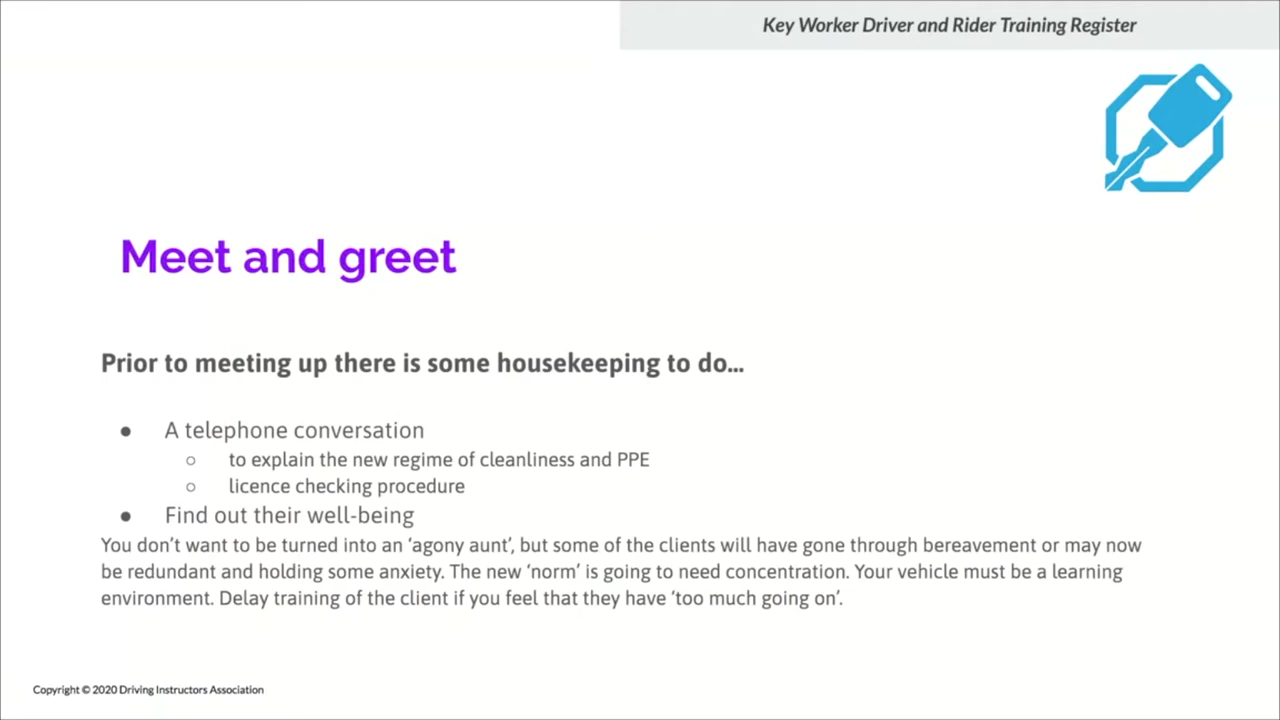 Key Worker Driver and Rider Training Register
Meet and greet
Prior to meeting up there is some housekeeping to do...
● A telephone conversation
○ to explain the new regime of cleanliness and PPE
○ licence checking procedure
● Find out their well-being
You don’t want to be turned into an ‘agony aunt’, but some of the clients will have gone through bereavement or may now
be redundant and holding some anxiety. The new ‘norm’ is going to need concentration. Your vehicle must be a learning
environment. Delay training of the client if you feel that they have ‘too much going on’.
Copyright © 2020 Driving Instructors Association